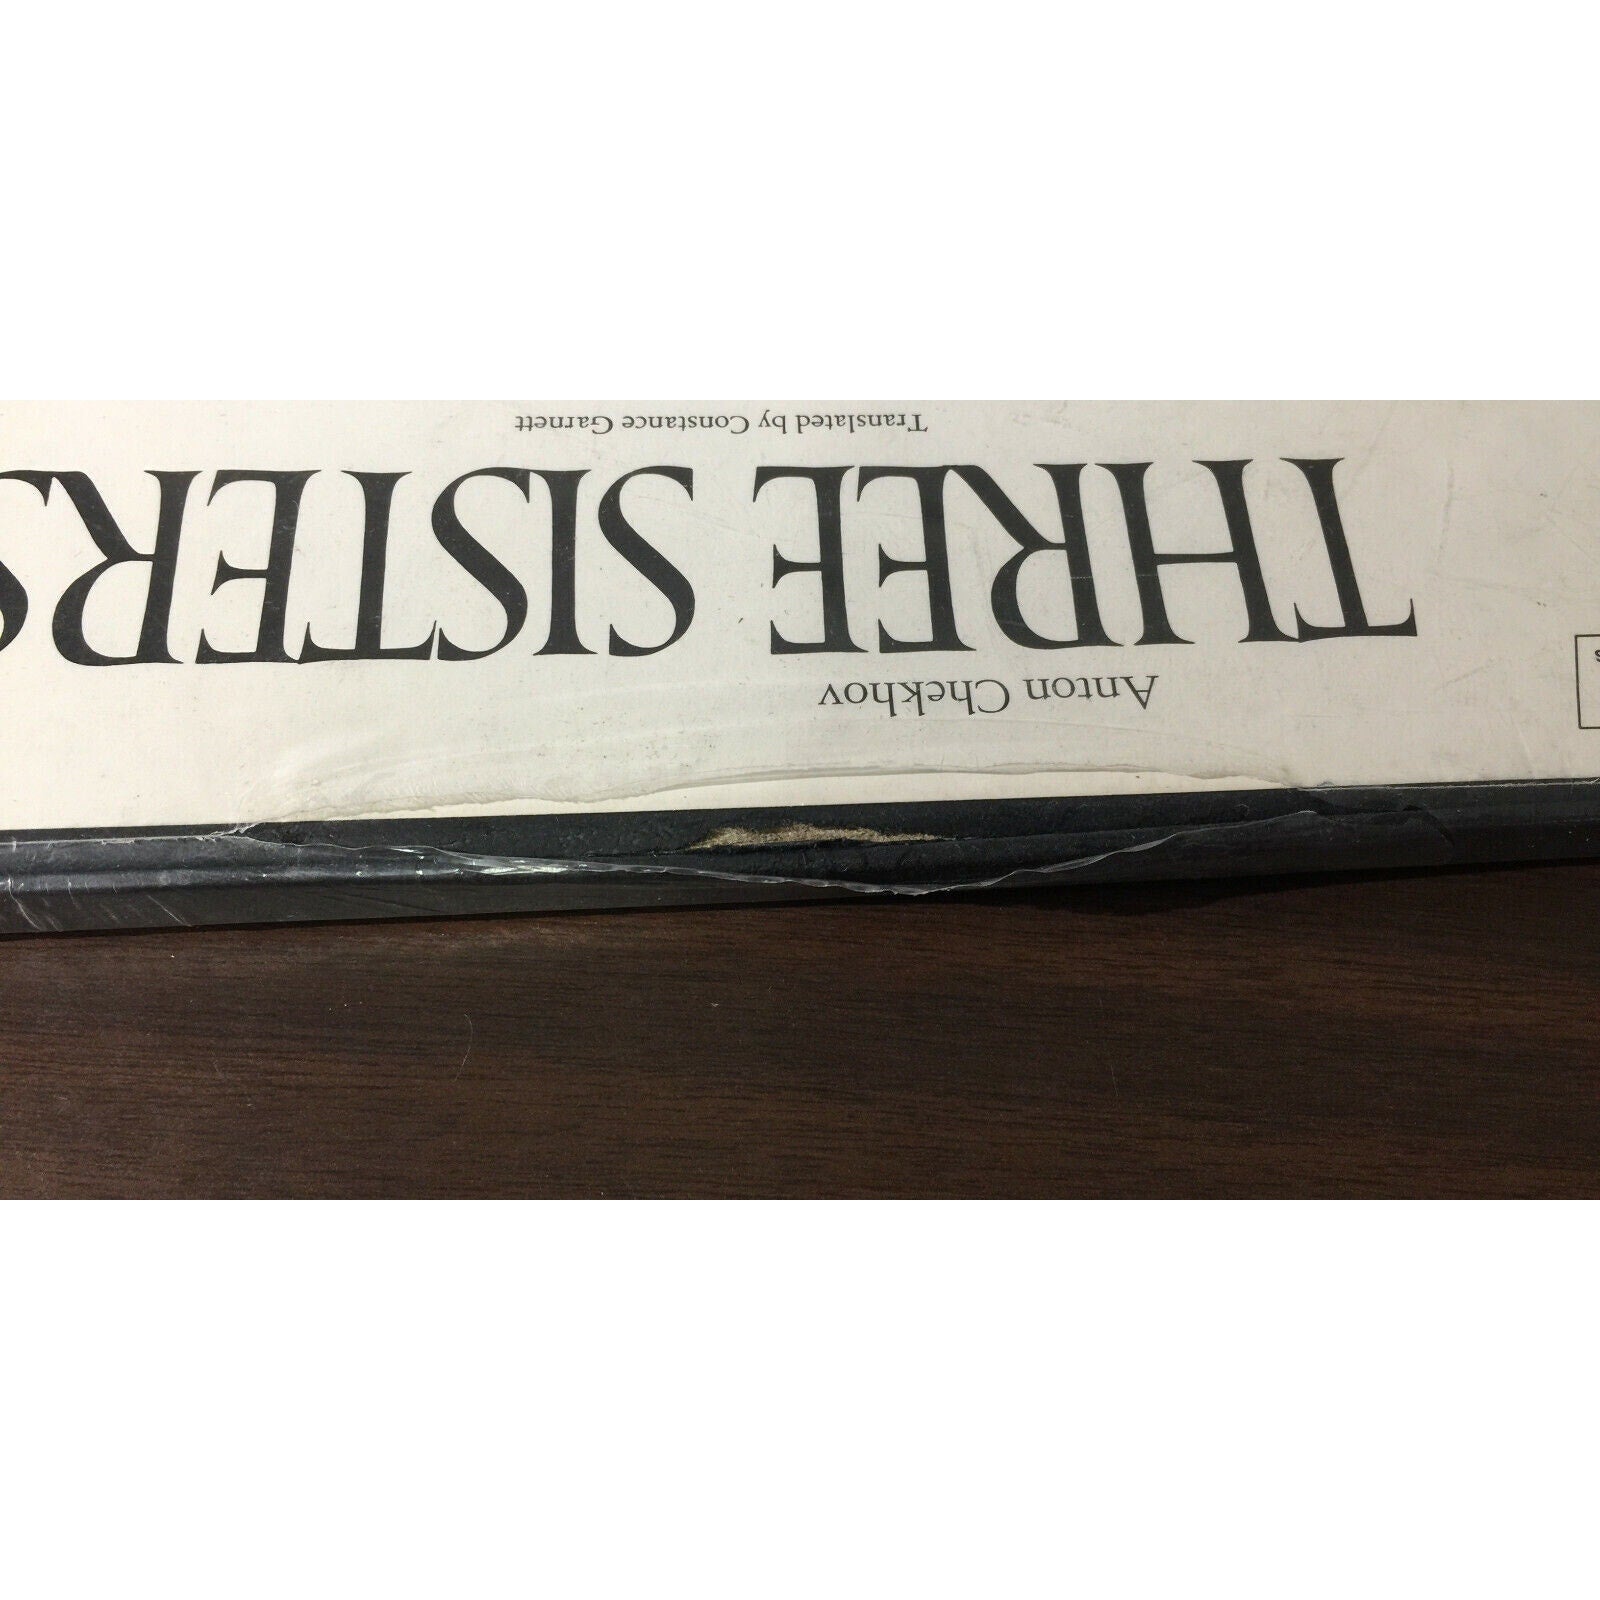 Anton Chekhov
THREE SISTERS
Translated by Constance Garnett